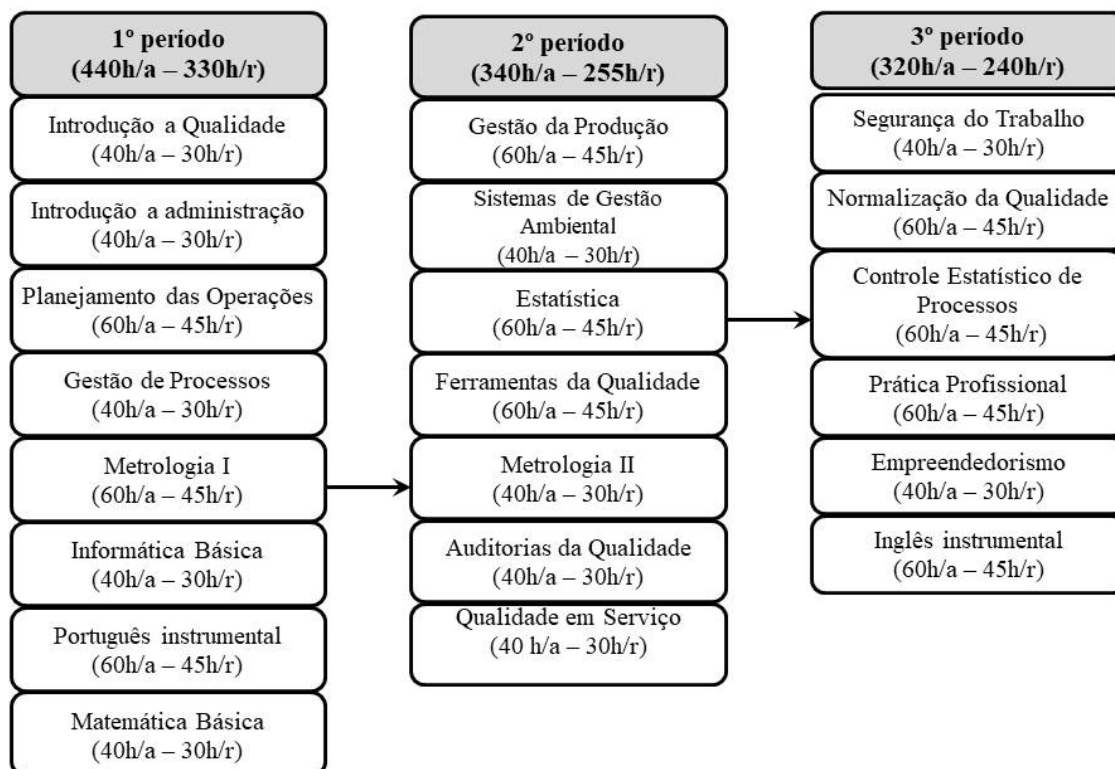 1º período
(440h/a – 330h/r)
Introdução a Qualidade
(40h/a – 30h/r)
Introdução a administração
(40h/a – 30h/r)
Planejamento das Operações
(60h/a – 45h/r)
Gestão de Processos
(40h/a – 30h/r)
Metrologia I
(60h/a – 45h/r)
Informática Básica
(40h/a – 30h/r)
Português instrumental
(60h/a – 45h/r)
Matemática Básica
(40h/a – 30h/r)
2º período
(340h/a – 255h/r)
Gestão da Produção
(60h/a – 45h/r)
Sistemas de Gestão
Ambiental
(40h/a – 30h/r)
Estatística
(60h/a – 45h/r)
Ferramentas da Qualidade
(60h/a – 45h/r)
Metrologia II
(40h/a – 30h/r)
Auditorias da Qualidade
(40h/a – 30h/r)
Qualidade em Serviço
(40 h/a – 30h/r)
3º período
(320h/a – 240h/r)
Segurança do Trabalho
(40h/a – 30h/r)
Normalização da Qualidade
(60h/a – 45h/r)
Controle Estatístico de
Processos
(60h/a – 45h/r)
Prática Profissional
(60h/a – 45h/r)
Empreendedorismo
(40h/a – 30h/r)
Inglês instrumental
(60h/a – 45h/r)